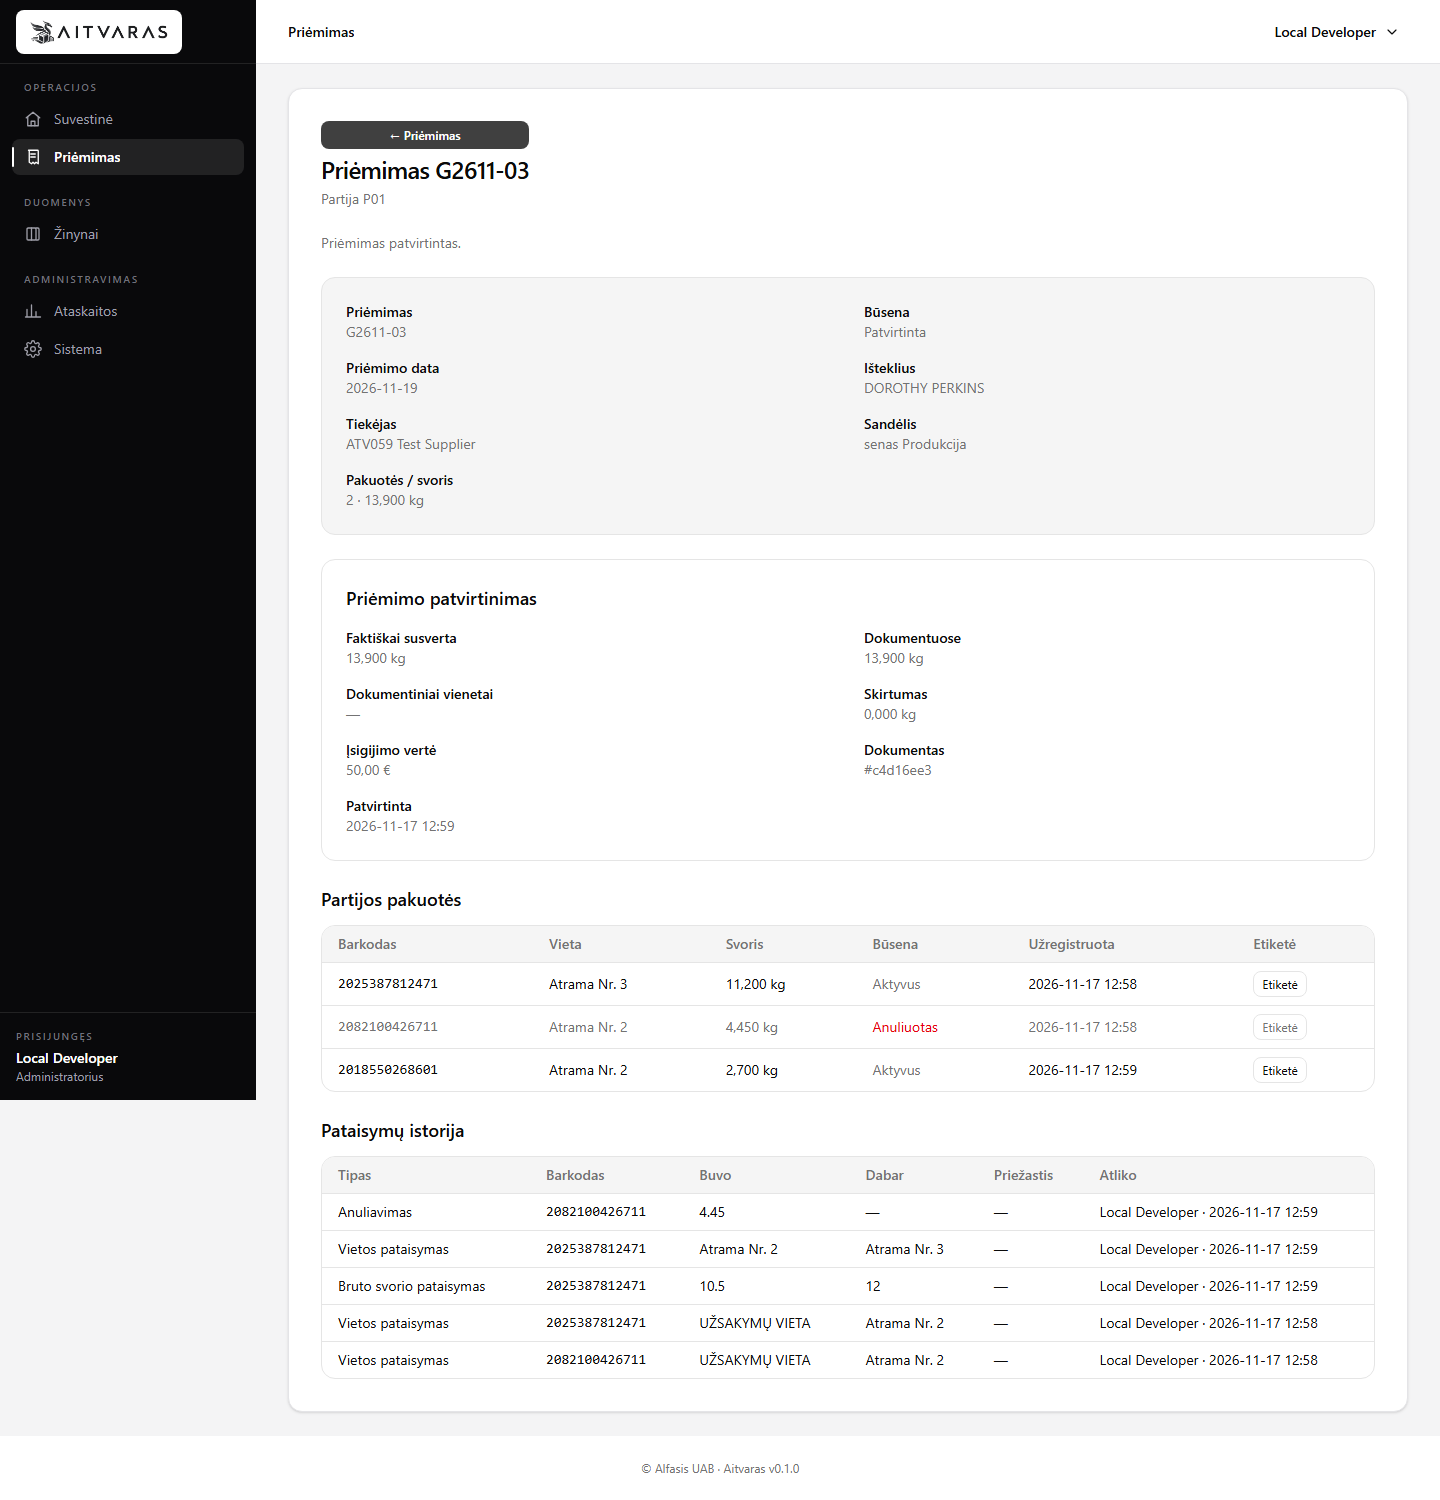 AITVARAS
OPERACIJOS
Suvestinė
Priėmimas
DUOMENYS
Žinynai
ADMINISTRAVIMAS
Ataskaitos
Sistema
PRISIJUNGĘS
Local Developer
Administratorius
Priėmimas
Local Developer
← Priėmimas
Priėmimas G2611-03
Partija P01
Priėmimas patvirtintas.
Priėmimas
G2611-03
Būsena
Patvirtinta
Priėmimo data
2026-11-19
Išteklius
DOROTHY PERKINS
Tiekėjas
ATV059 Test Supplier
Sandėlis
senas Produkcija
Pakuotės / svoris
2 · 13,900 kg
Priėmimo patvirtinimas
Faktiškai susverta
13,900 kg
Dokumentuose
13,900 kg
Dokumentiniai vienetai
—
Skirtumas
0,000 kg
Įsigijimo vertė
50,00 €
Dokumentas
#c4d16ee3
Patvirtinta
2026-11-17 12:59
Partijos pakuotės
Barkodas Vieta Svoris Būsena Užregistruota Etiketė
2025387812471 Atrama Nr. 3 11,200 kg Aktyvus 2026-11-17 12:58 Etiketė
2082100426711 Atrama Nr. 2 4,450 kg Anuliuotas 2026-11-17 12:58 Etiketė
2018550268601 Atrama Nr. 2 2,700 kg Aktyvus 2026-11-17 12:59 Etiketė
Pataisymų istorija
Tipas Barkodas Buvo Dabar Priežastis Atliko
Anuliavimas 2082100426711 4.45 — — Local Developer · 2026-11-17 12:59
Vietos pataisymas 2025387812471 Atrama Nr. 2 Atrama Nr. 3 — Local Developer · 2026-11-17 12:59
Bruto svorio pataisymas 2025387812471 10.5 12 — Local Developer · 2026-11-17 12:59
Vietos pataisymas 2025387812471 UŽSAKYMŲ VIETA Atrama Nr. 2 — Local Developer · 2026-11-17 12:58
Vietos pataisymas 2082100426711 UŽSAKYMŲ VIETA Atrama Nr. 2 — Local Developer · 2026-11-17 12:58
© Alfasis UAB · Aitvaras v0.1.0